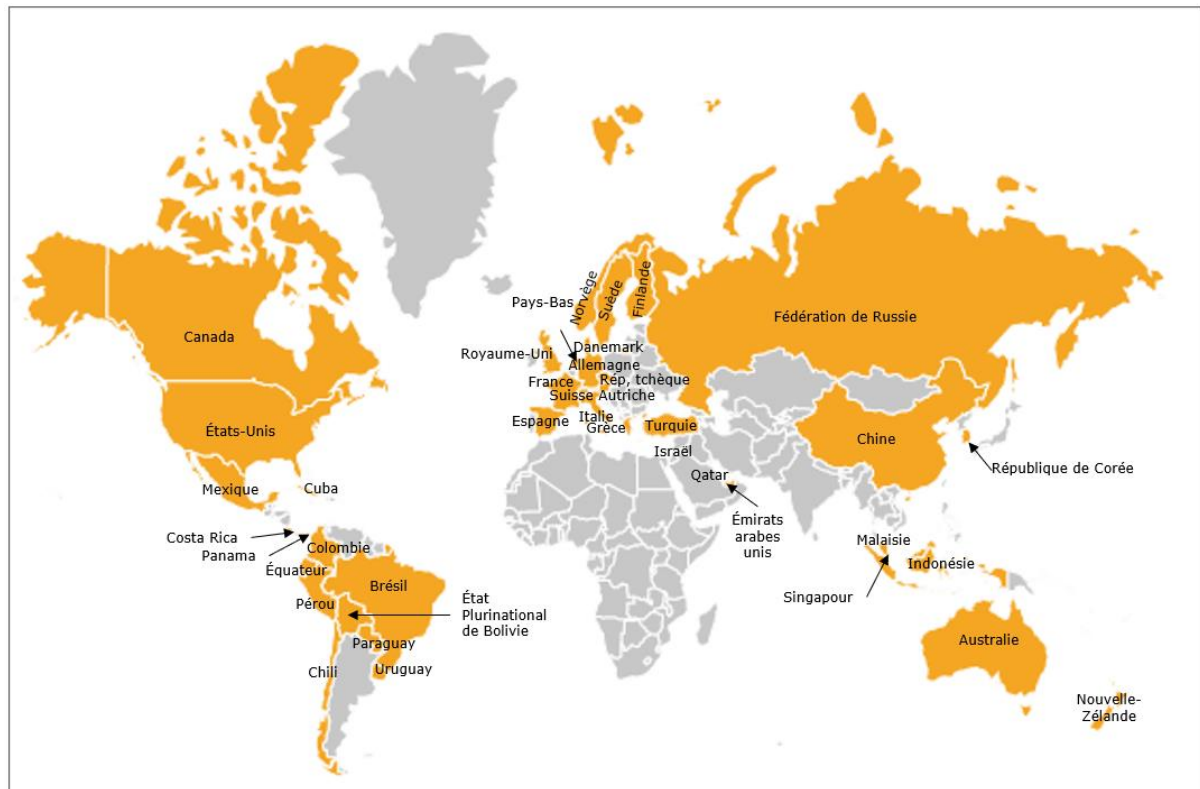 Canada
États-Unis
Mexique
Cuba
Costa Rica
Panama
Colombie
Équateur
Brésil
Pérou
État
Plurinational
de Bolivie
Paraguay
Chili
Uruguay
Norvège
Suède
Finlande
Pays-Bas
Danemark
Royaume-Uni
Allemagne
France
Rép, tchèque
Suisse
Autriche
Espagne
Italie
Grèce
Turquie
Israël
Qatar
Émirats
arabes
unis
Fédération de Russie
Chine
République de Corée
Malaisie
Indonésie
Singapour
Australie
Nouvelle-
Zélande